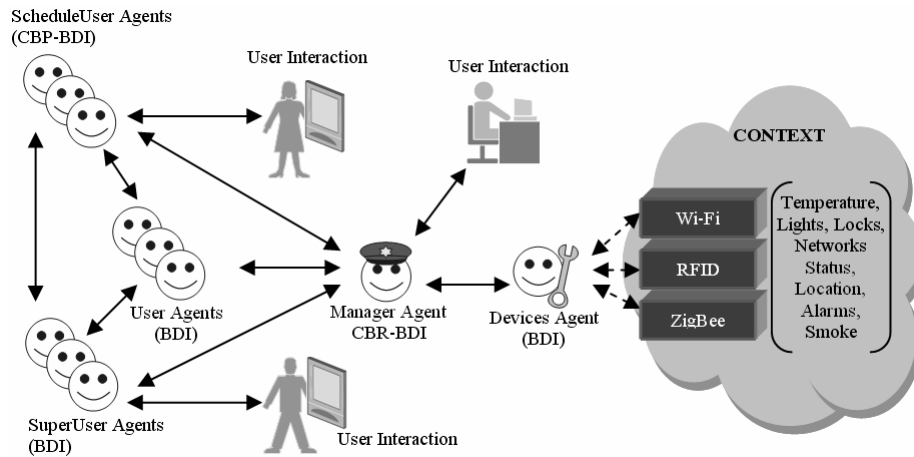 ScheduleUser Agents
(CBP-BDI)
User Interaction
User Interaction
CONTEXT
Wi-Fi
RFID
ZigBee
Temperature,
Lights, Locks,
Networks
Status,
Location,
Alarms,
Smoke
User Agents
(BDI)
Manager Agent
CBR-BDI
Devices Agent
(BDI)
SuperUser Agents
(BDI)
User Interaction